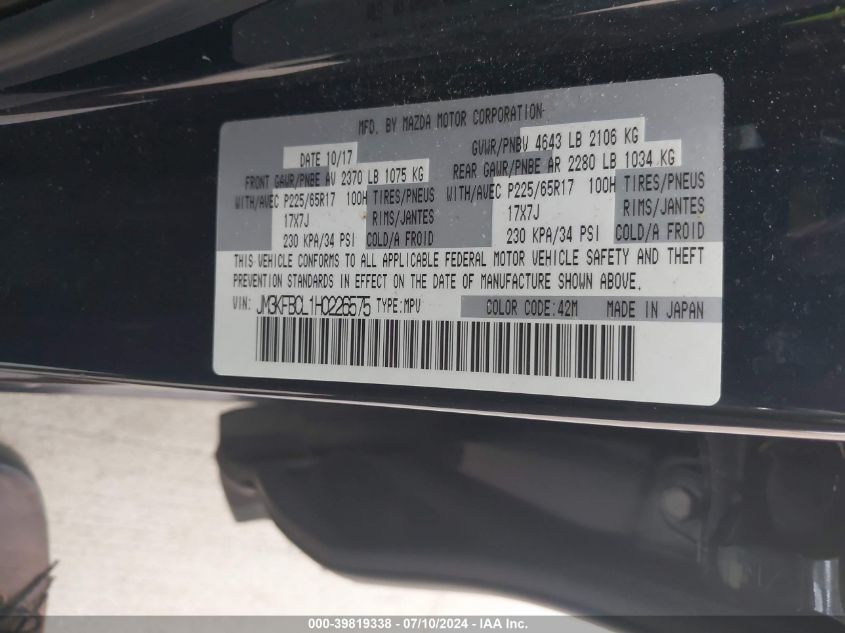 MFD. BY MAZDA MOTOR CORPORATION
DATE 10/17 GVWR/PNBV 4643 LB 2106 KG
FRONT GAWR/PNBE AV 2370 LB 1075 KG REAR GAWR/PNBE AR 2280 LB 1034 KG
WITH/AVEC P225/65R17 100H TIRES/PNEUS WITH/AVEC P225/65R17 100H TIRES/PNEUS
17X7J RIMS/JANTES 17X7J RIMS/JANTES
230 KPA/34 PSI COLD/A FROID 230 KPA/34 PSI COLD/A FROID
THIS VEHICLE CONFORMS TO ALL APPLICABLE FEDERAL MOTOR VEHICLE SAFETY AND THEFT
PREVENTION STANDARDS IN EFFECT ON THE DATE OF MANUFACTURE SHOWN ABOVE.
VIN: JM3KFBCL1H0226575 TYPE:MPV COLOR CODE:42M MADE IN JAPAN
000-39819338 - 07/10/2024 - IAA Inc.